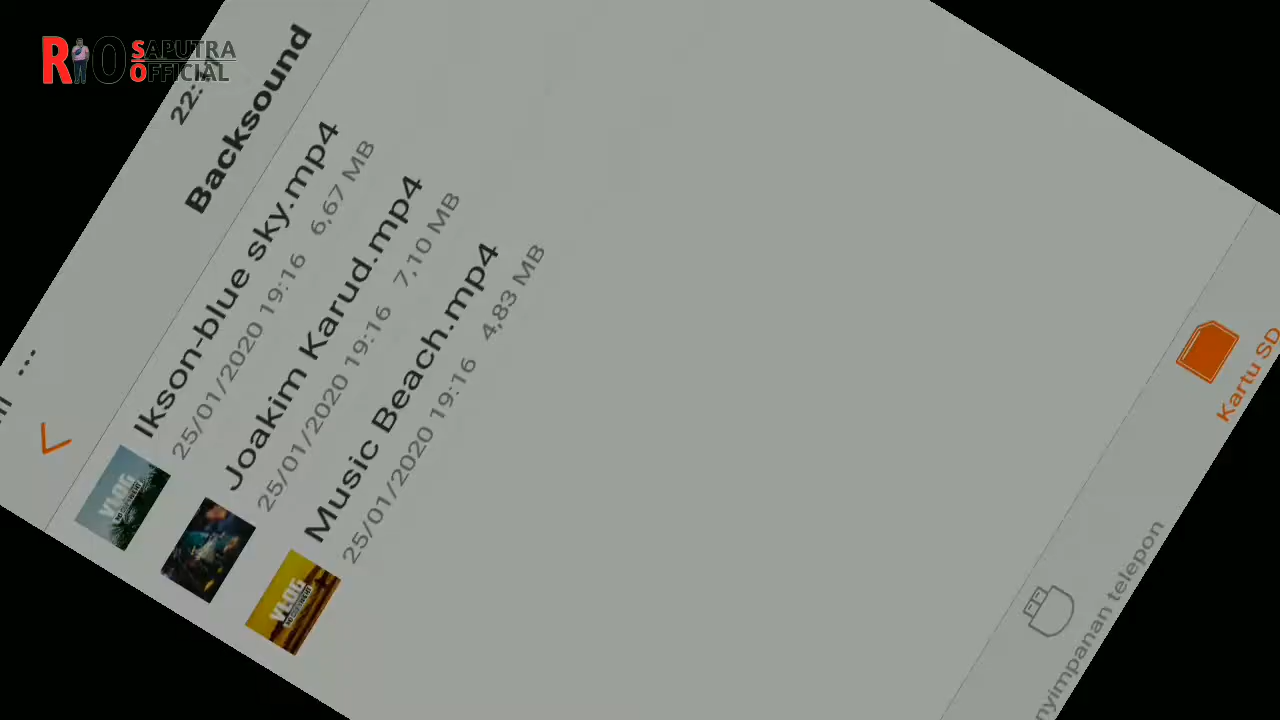 RIO SAPUTRA OFFICIAL
Backsound
Ikson-blue sky.mp4
25/01/2020 19:16 6,67 MB
Joakim Karud.mp4
25/01/2020 19:16 7,10 MB
Music Beach.mp4
25/01/2020 19:16 4,83 MB
VLOG
VLOG
Kartu SD
nyimpanan telepon